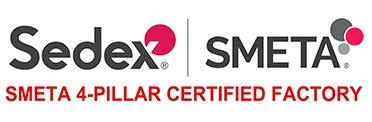 Sedex® | SMETA®
SMETA 4-PILLAR CERTIFIED FACTORY